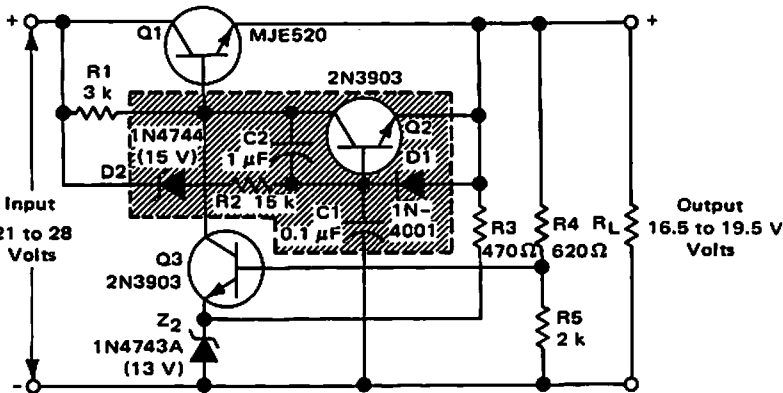 +
Q1
MJE520
+
R1
3 k
2N3903
1N4744
(15 V)
C2
1 µF
Q2
D2
D1
R2 15 k
Input
21 to 28
Volts
C1
0.1 µF
1N-
4001
R3
470Ω
R4
620Ω
RL
Output
16.5 to 19.5 V
Volts
Q3
2N3903
Z2
1N4743A
(13 V)
R5
2 k
-
-